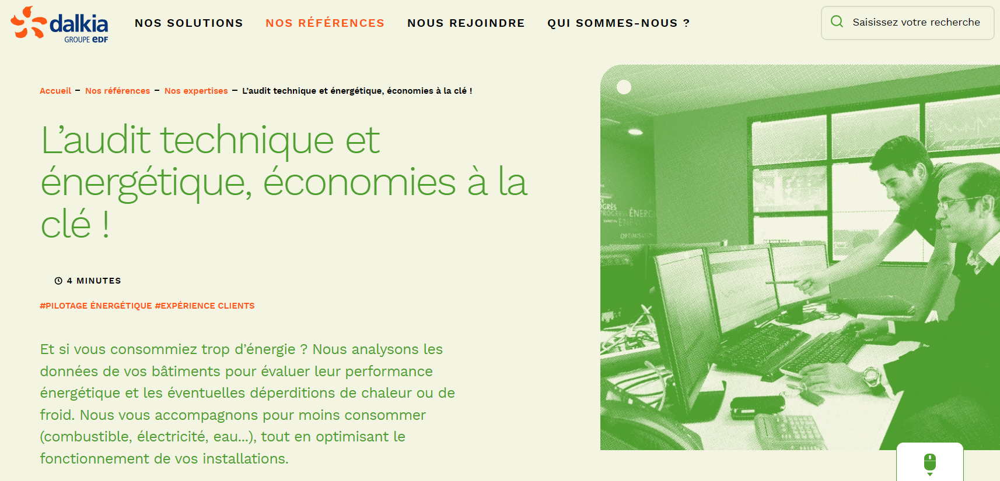 dalkia
GROUPE eDF
NOS SOLUTIONS NOS RÉFÉRENCES NOUS REJOINDRE QUI SOMMES-NOUS ?
Saisissez votre recherche
Accueil – Nos références – Nos expertises – L’audit technique et énergétique, économies à la clé !
L’audit technique et
énergétique, économies à la
clé !
4 MINUTES
#PILOTAGE ÉNERGÉTIQUE #EXPÉRIENCE CLIENTS
Et si vous consommiez trop d’énergie ? Nous analysons les
données de vos bâtiments pour évaluer leur performance
énergétique et les éventuelles déperditions de chaleur ou de
froid. Nous vous accompagnons pour moins consommer
(combustible, électricité, eau...), tout en optimisant le
fonctionnement de vos installations.